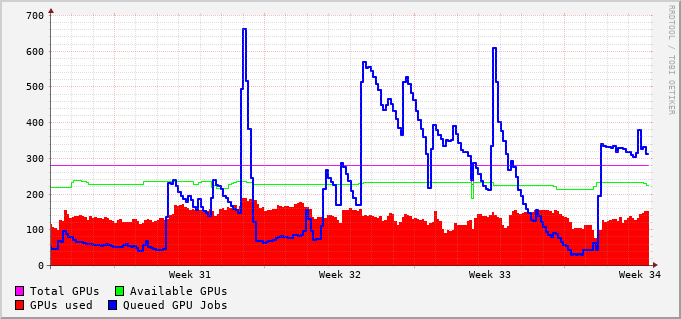 700
600
500
400
300
200
100
0
Week 31 Week 32 Week 33 Week 34
Total GPUs Available GPUs
GPUs used Queued GPU Jobs
RRDTOOL / TOBI OETIKER